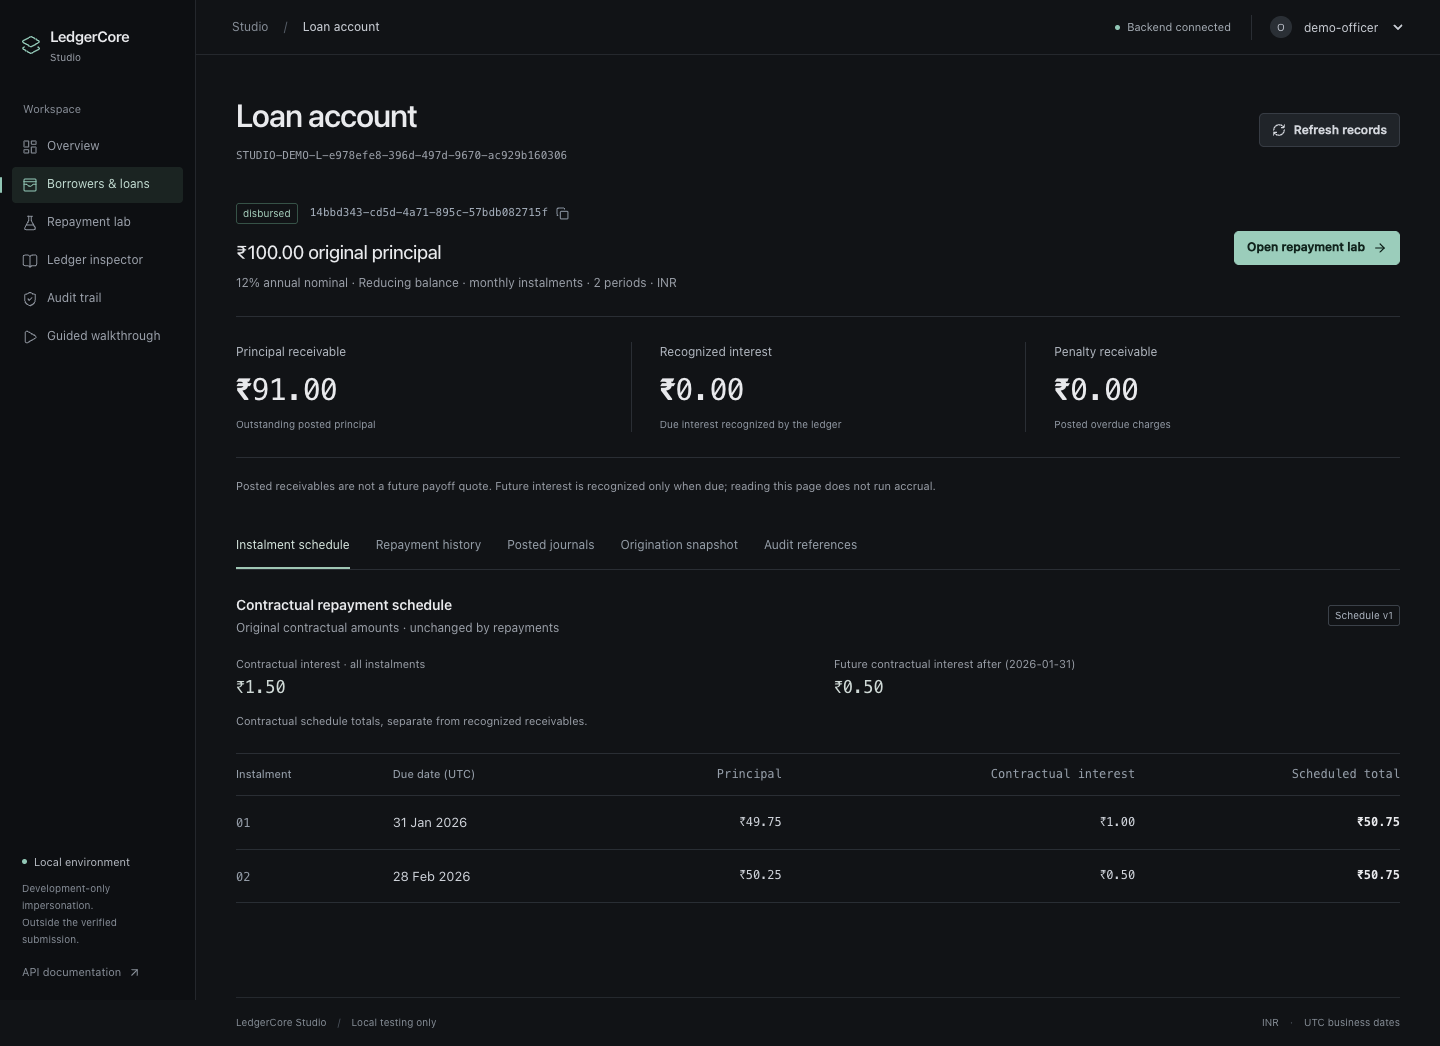 LedgerCore
Studio
Workspace
Overview
Borrowers & loans
Repayment lab
Ledger inspector
Audit trail
Guided walkthrough
Local environment
Development-only
impersonation.
Outside the verified
submission.
API documentation
Studio / Loan account
Backend connected
O
demo-officer
Loan account
STUDIO-DEMO-L-e978efe8-396d-497d-9670-ac929b160306
Refresh records
disbursed 14bbd343-cd5d-4a71-895c-57bdb082715f
₹100.00 original principal
12% annual nominal · Reducing balance · monthly instalments · 2 periods · INR
Open repayment lab
Principal receivable
₹91.00
Outstanding posted principal
Recognized interest
₹0.00
Due interest recognized by the ledger
Penalty receivable
₹0.00
Posted overdue charges
Posted receivables are not a future payoff quote. Future interest is recognized only when due; reading this page does not run accrual.
Instalment schedule Repayment history Posted journals Origination snapshot Audit references
Contractual repayment schedule
Original contractual amounts · unchanged by repayments
Schedule v1
Contractual interest · all instalments
₹1.50
Future contractual interest after (2026-01-31)
₹0.50
Contractual schedule totals, separate from recognized receivables.
Instalment Due date (UTC) Principal Contractual interest Scheduled total
01 31 Jan 2026 ₹49.75 ₹1.00 ₹50.75
02 28 Feb 2026 ₹50.25 ₹0.50 ₹50.75
LedgerCore Studio / Local testing only
INR · UTC business dates